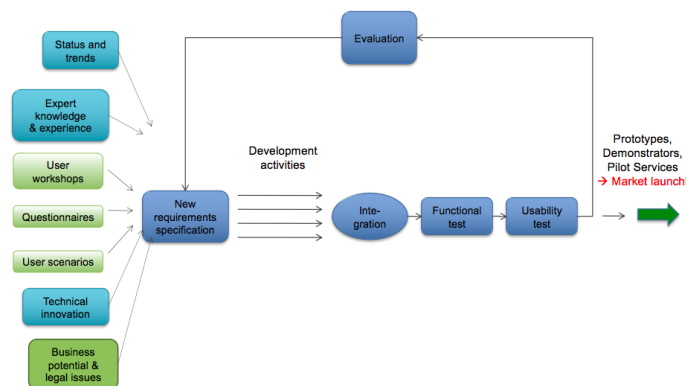 Status and
trends
Expert
knowledge
& experience
User
workshops
Questionnaires
User scenarios
Technical
innovation
Business
potential &
legal issues
New
requirements
specification
Development
activities
Evaluation
Inte-
gration
Functional
test
Usability
test
Prototypes,
Demonstrators,
Pilot Services
→ Market launch!